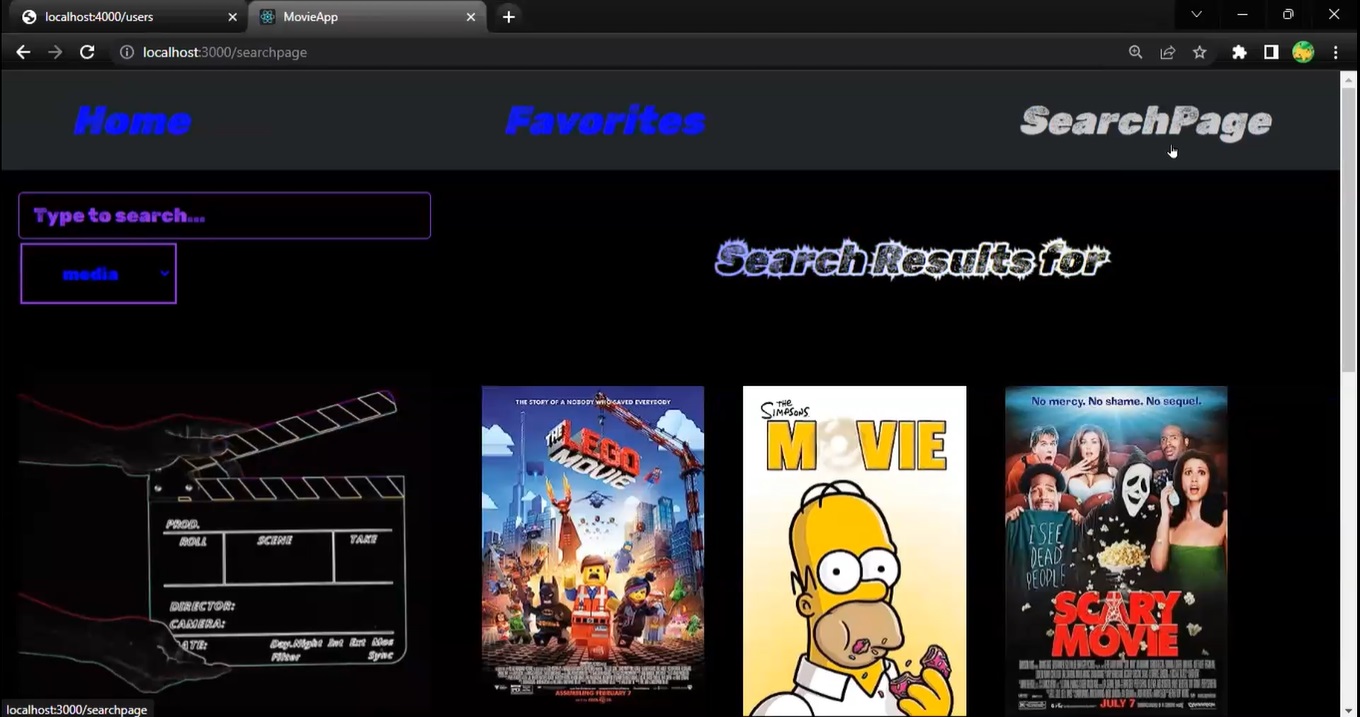 localhost:4000/users
MovieApp
localhost:3000/searchpage
Home
Favorites
SearchPage
Type to search...
media
Search Results for
PROD.
ROLL
SCENE
TAKE
DIRECTOR:
CAMERA:
Day.Night Int Ext Mos
Filter
Sync
THE STORY OF A NOBODY WHO SAVED EVERYBODY
THE LEGO
MOVIE
ASSEMBLING FEBRUARY 7
THE
SIMPSONS
MOVIE
No mercy. No shame. No sequel.
I SEE
DEAD
PEOPLE
SCARY
MOVIE
JULY 7
localhost:3000/searchpage